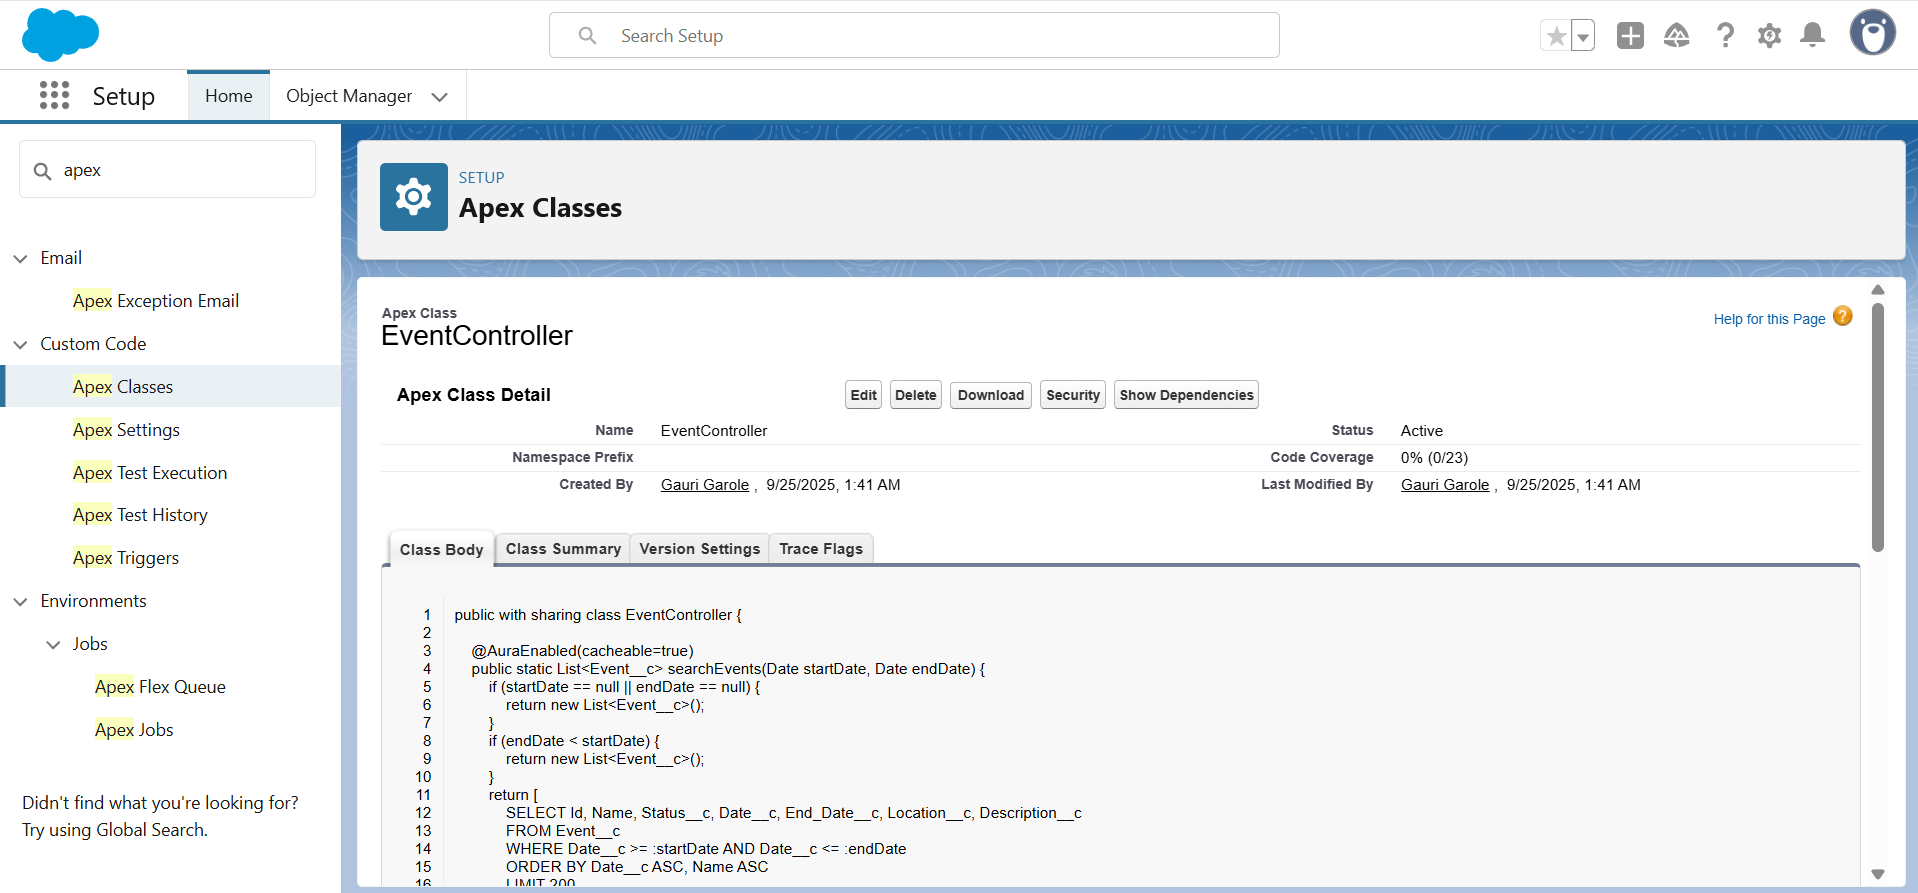 Search Setup
Setup
Home
Object Manager
apex
Email
Apex Exception Email
Custom Code
Apex Classes
Apex Settings
Apex Test Execution
Apex Test History
Apex Triggers
Environments
Jobs
Apex Flex Queue
Apex Jobs
Didn't find what you're looking for?
Try using Global Search.
SETUP
Apex Classes
Apex Class
EventController
Help for this Page ?
Apex Class Detail
Edit Delete Download Security Show Dependencies
Name EventController Status Active
Namespace Prefix Code Coverage 0% (0/23)
Created By Gauri Garole , 9/25/2025, 1:41 AM Last Modified By Gauri Garole , 9/25/2025, 1:41 AM
Class Body Class Summary Version Settings Trace Flags
1 public with sharing class EventController {
2
3 @AuraEnabled(cacheable=true)
4 public static List<Event__c> searchEvents(Date startDate, Date endDate) {
5 if (startDate == null || endDate == null) {
6 return new List<Event__c>();
7 }
8 if (endDate < startDate) {
9 return new List<Event__c>();
10 }
11 return [
12 SELECT Id, Name, Status__c, Date__c, End_Date__c, Location__c, Description__c
13 FROM Event__c
14 WHERE Date__c >= :startDate AND Date__c <= :endDate
15 ORDER BY Date__c ASC, Name ASC
16 LIMIT 200